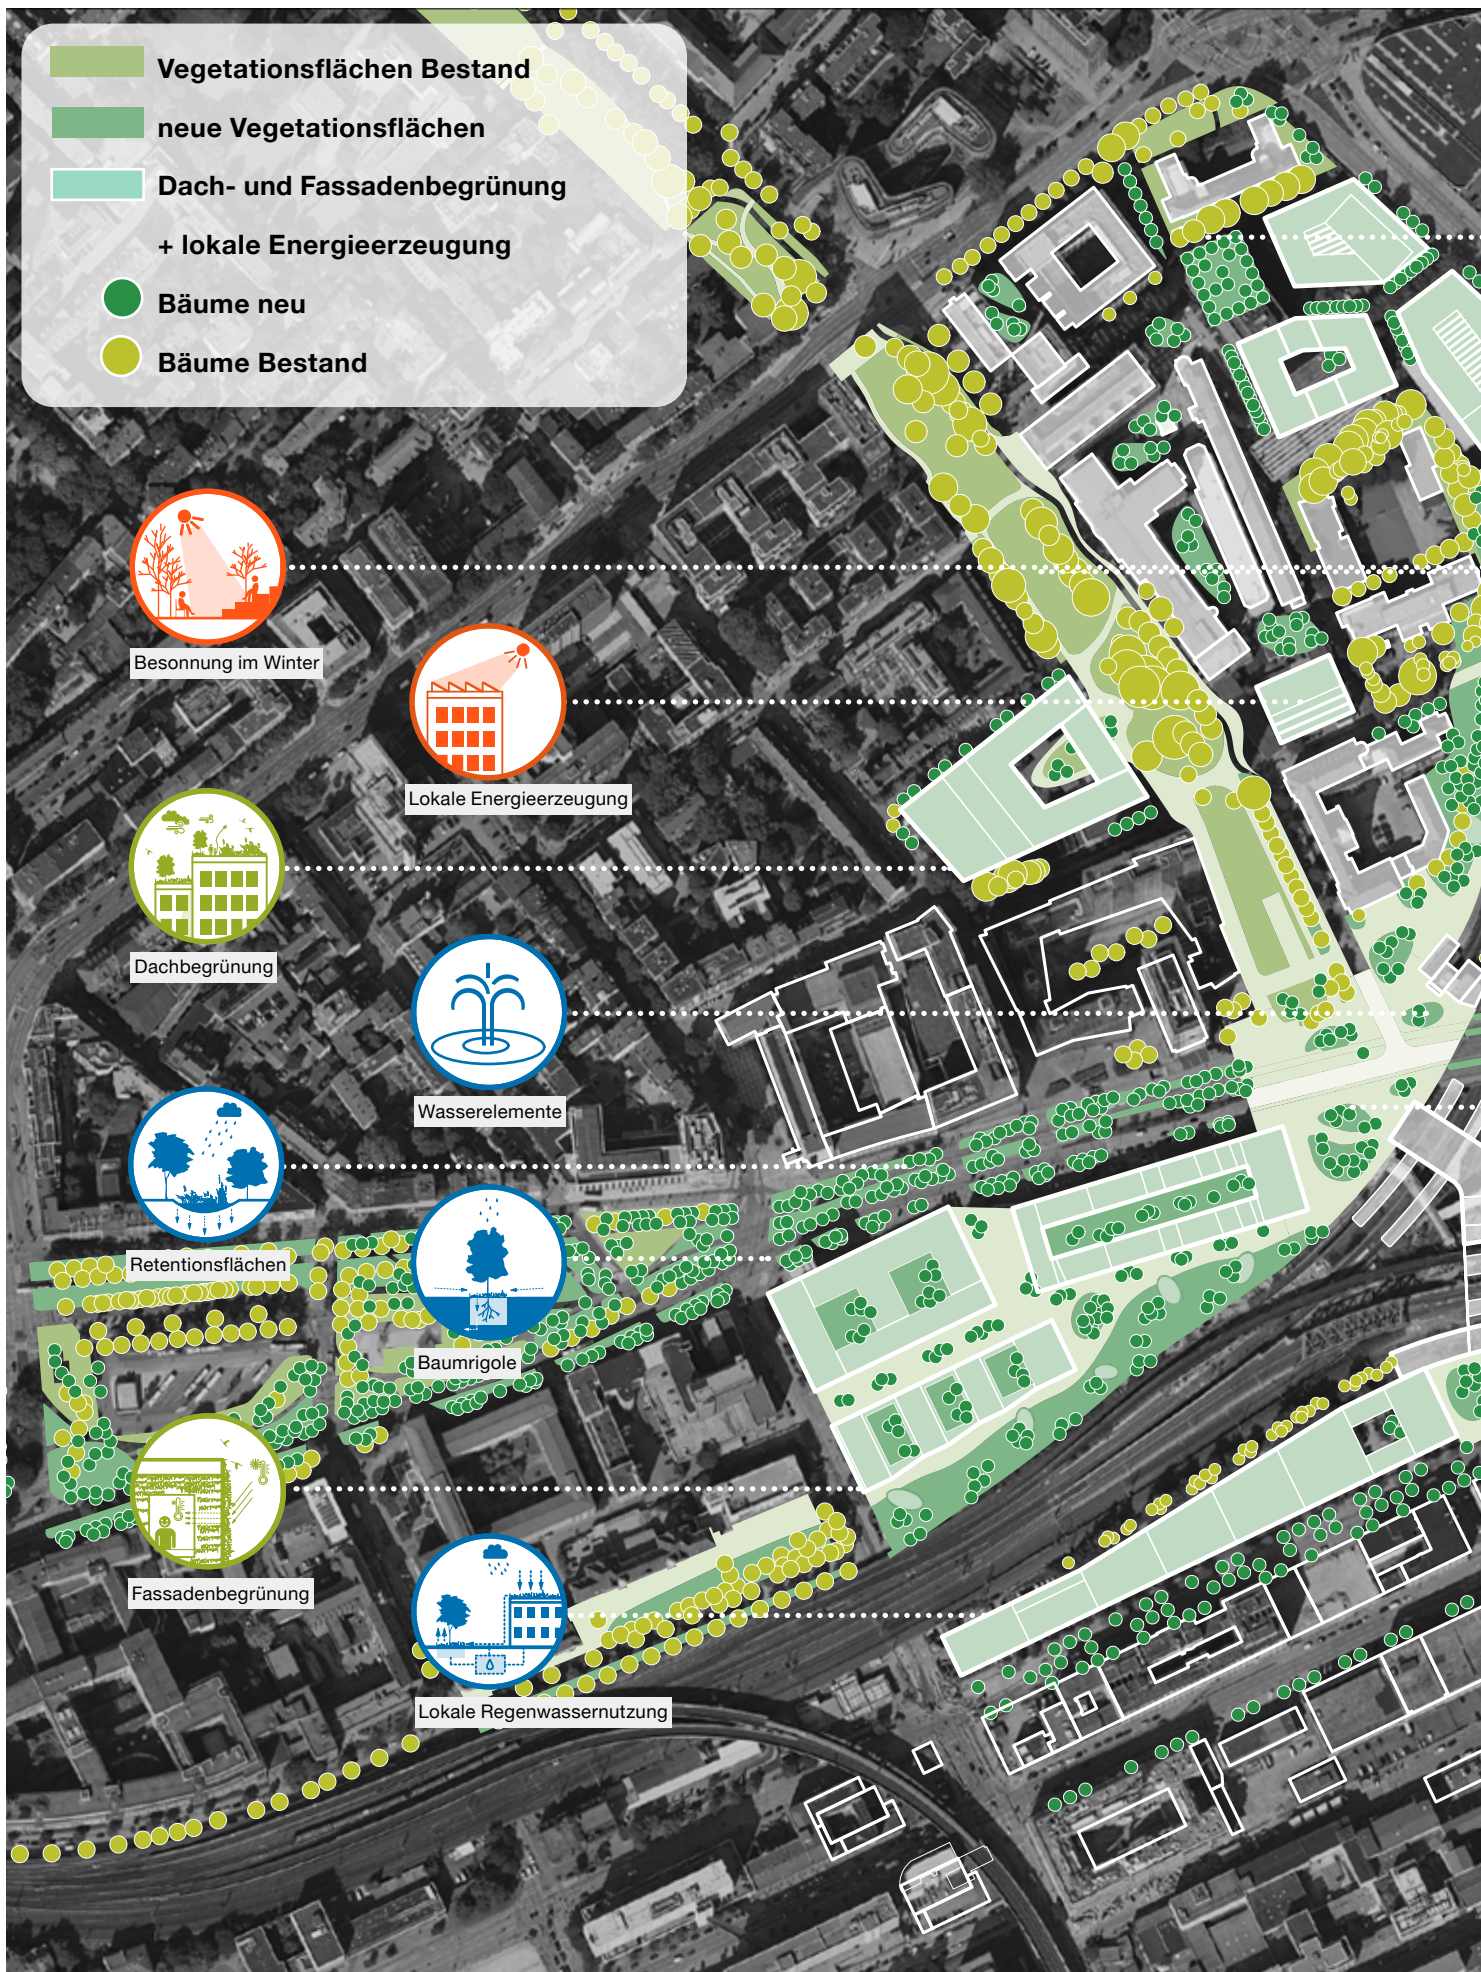 Vegetationsflächen Bestand
neue Vegetationsflächen
Dach- und Fassadenbegrünung
+ lokale Energieerzeugung
Bäume neu
Bäume Bestand
Besonnung im Winter
Lokale Energieerzeugung
Dachbegrünung
Wasserelemente
Retentionsflächen
Baumrigole
Fassadenbegrünung
Lokale Regenwassernutzung